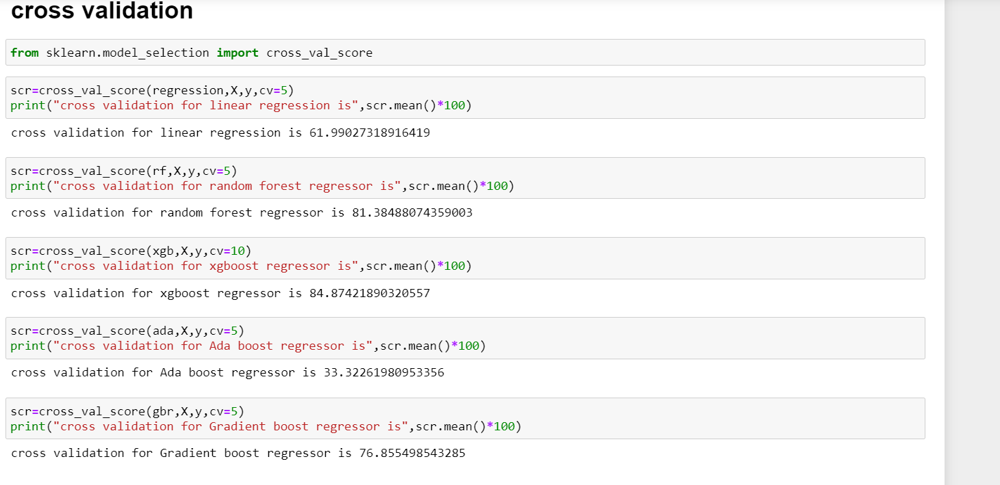 cross validation
from sklearn.model_selection import cross_val_score
scr=cross_val_score(regression,X,y,cv=5)
print("cross validation for linear regression is",scr.mean()*100)
cross validation for linear regression is 61.99027318916419
scr=cross_val_score(rf,X,y,cv=5)
print("cross validation for random forest regressor is",scr.mean()*100)
cross validation for random forest regressor is 81.38488074359003
scr=cross_val_score(xgb,X,y,cv=10)
print("cross validation for xgboost regressor is",scr.mean()*100)
cross validation for xgboost regressor is 84.87421890320557
scr=cross_val_score(ada,X,y,cv=5)
print("cross validation for Ada boost regressor is",scr.mean()*100)
cross validation for Ada boost regressor is 33.32261980953356
scr=cross_val_score(gbr,X,y,cv=5)
print("cross validation for Gradient boost regressor is",scr.mean()*100)
cross validation for Gradient boost regressor is 76.855498543285